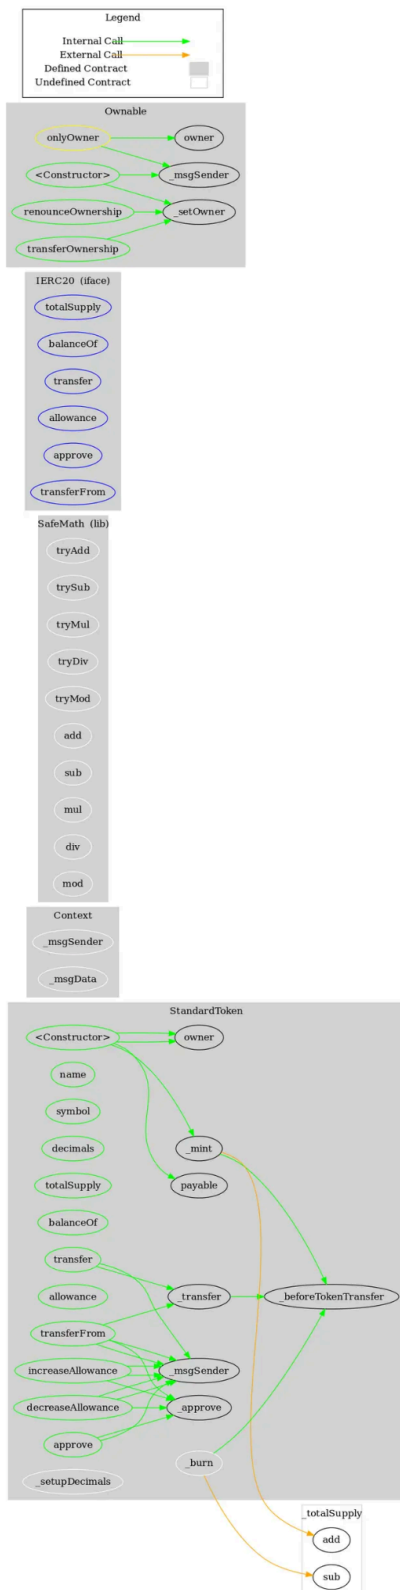 Legend
Internal Call
External Call
Defined Contract
Undefined Contract
Ownable
onlyOwner
owner
<Constructor>
_msgSender
renounceOwnership
_setOwner
transferOwnership
IERC20 (iface)
totalSupply
balanceOf
transfer
allowance
approve
transferFrom
SafeMath (lib)
tryAdd
trySub
tryMul
tryDiv
tryMod
add
sub
mul
div
mod
Context
_msgSender
_msgData
StandardToken
<Constructor>
owner
name
symbol
decimals
_mint
totalSupply
payable
balanceOf
transfer
allowance
_transfer
_beforeTokenTransfer
transferFrom
increaseAllowance
_msgSender
decreaseAllowance
_approve
approve
_burn
_setupDecimals
_totalSupply
add
sub